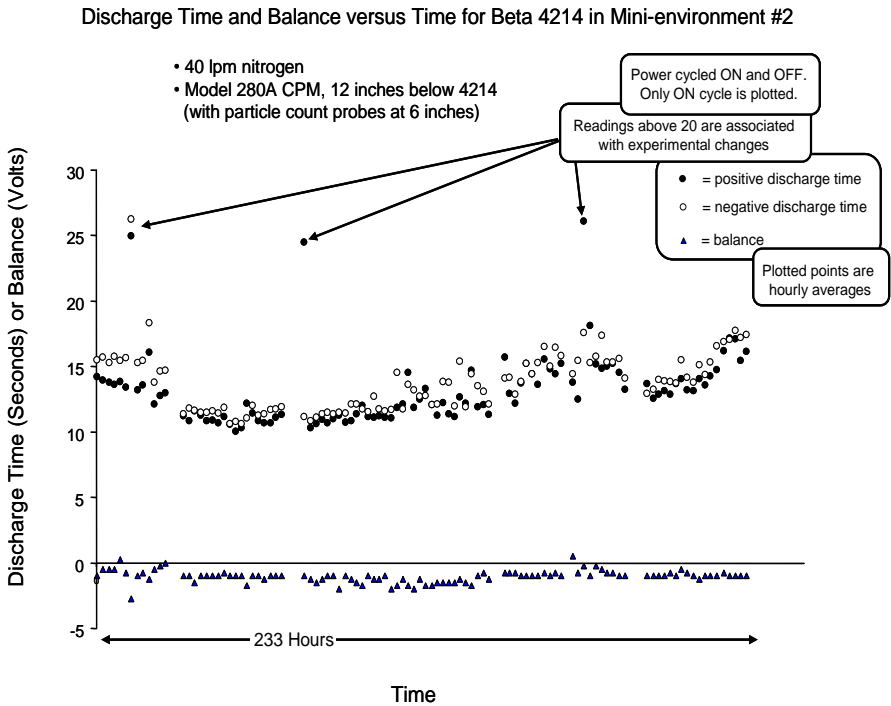 Discharge Time and Balance versus Time for Beta 4214 in Mini-environment #2
• 40 lpm nitrogen
• Model 280A CPM, 12 inches below 4214
(with particle count probes at 6 inches)
Power cycled ON and OFF.
Only ON cycle is plotted.
Readings above 20 are associated
with experimental changes
= positive discharge time
= negative discharge time
= balance
Plotted points are
hourly averages
Discharge Time (Seconds) or Balance (Volts)
30
25
20
15
10
5
0
-5
233 Hours
Time